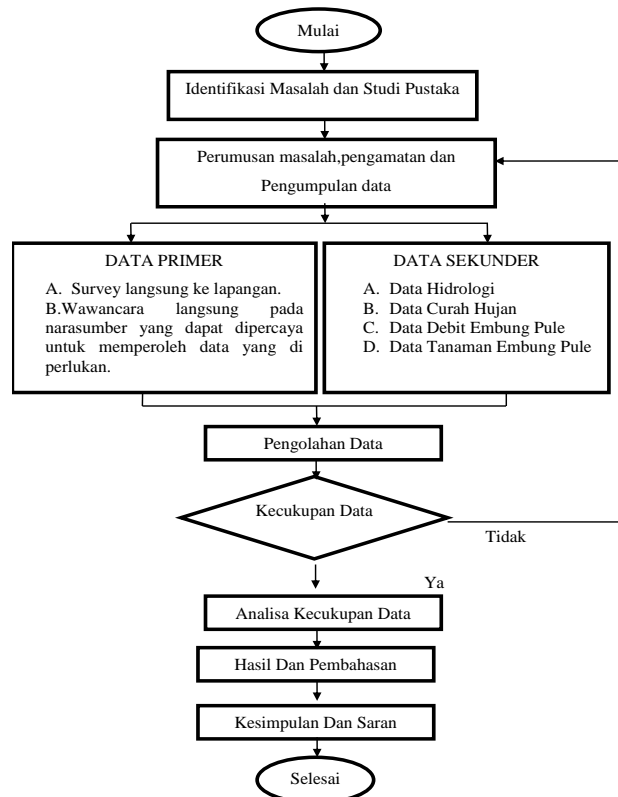 Mulai
Identifikasi Masalah dan Studi Pustaka
Perumusan masalah,pengamatan dan
Pengumpulan data
DATA PRIMER
A. Survey langsung ke lapangan.
B.Wawancara langsung pada
narasumber yang dapat dipercaya
untuk memperoleh data yang di
perlukan.
DATA SEKUNDER
A. Data Hidrologi
B. Data Curah Hujan
C. Data Debit Embung Pule
D. Data Tanaman Embung Pule
Pengolahan Data
Kecukupan Data
Tidak
Ya
Analisa Kecukupan Data
Hasil Dan Pembahasan
Kesimpulan Dan Saran
Selesai